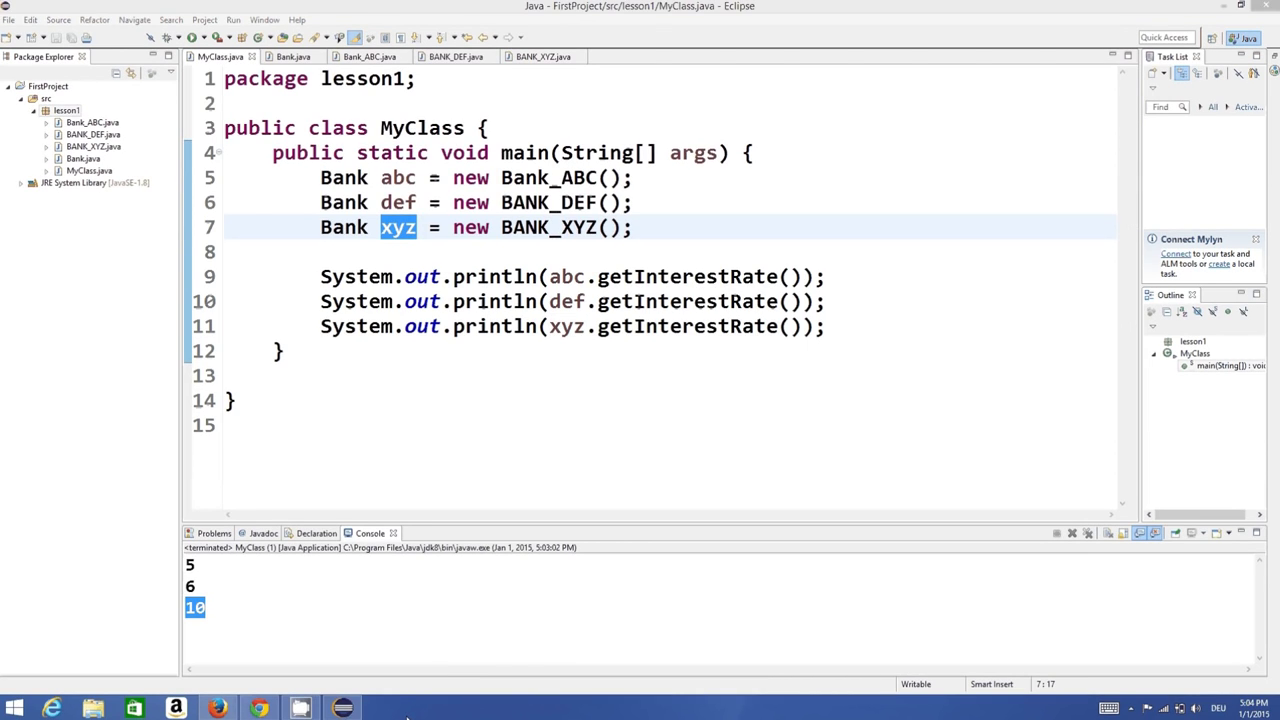 Java - FirstProject/src/lesson1/MyClass.java - Eclipse
File Edit Source Refactor Navigate Search Project Run Window Help
Quick Access
Java
Package Explorer
MyClass.java
Bank.java
Bank_ABC.java
BANK_DEF.java
BANK_XYZ.java
Task List
FirstProject
src
lesson1
Bank_ABC.java
BANK_DEF.java
BANK_XYZ.java
Bank.java
MyClass.java
JRE System Library [JavaSE-1.8]
1 package lesson1;
2
3 public class MyClass {
4 public static void main(String[] args) {
5 Bank abc = new Bank_ABC();
6 Bank def = new BANK_DEF();
7 Bank xyz = new BANK_XYZ();
8
9 System.out.println(abc.getInterestRate());
10 System.out.println(def.getInterestRate());
11 System.out.println(xyz.getInterestRate());
12 }
13
14 }
15
Find All Activa...
Connect Mylyn
Connect to your task and
ALM tools or create a local
task.
Outline
lesson1
MyClass
main(String[]) : voi
Problems Javadoc Declaration Console
<terminated> MyClass (1) [Java Application] C:\Program Files\Java\jdk8\bin\javaw.exe (Jan 1, 2015, 5:03:02 PM)
5
6
10
Writable Smart Insert 7 : 17
DEU
5:04 PM
1/1/2015